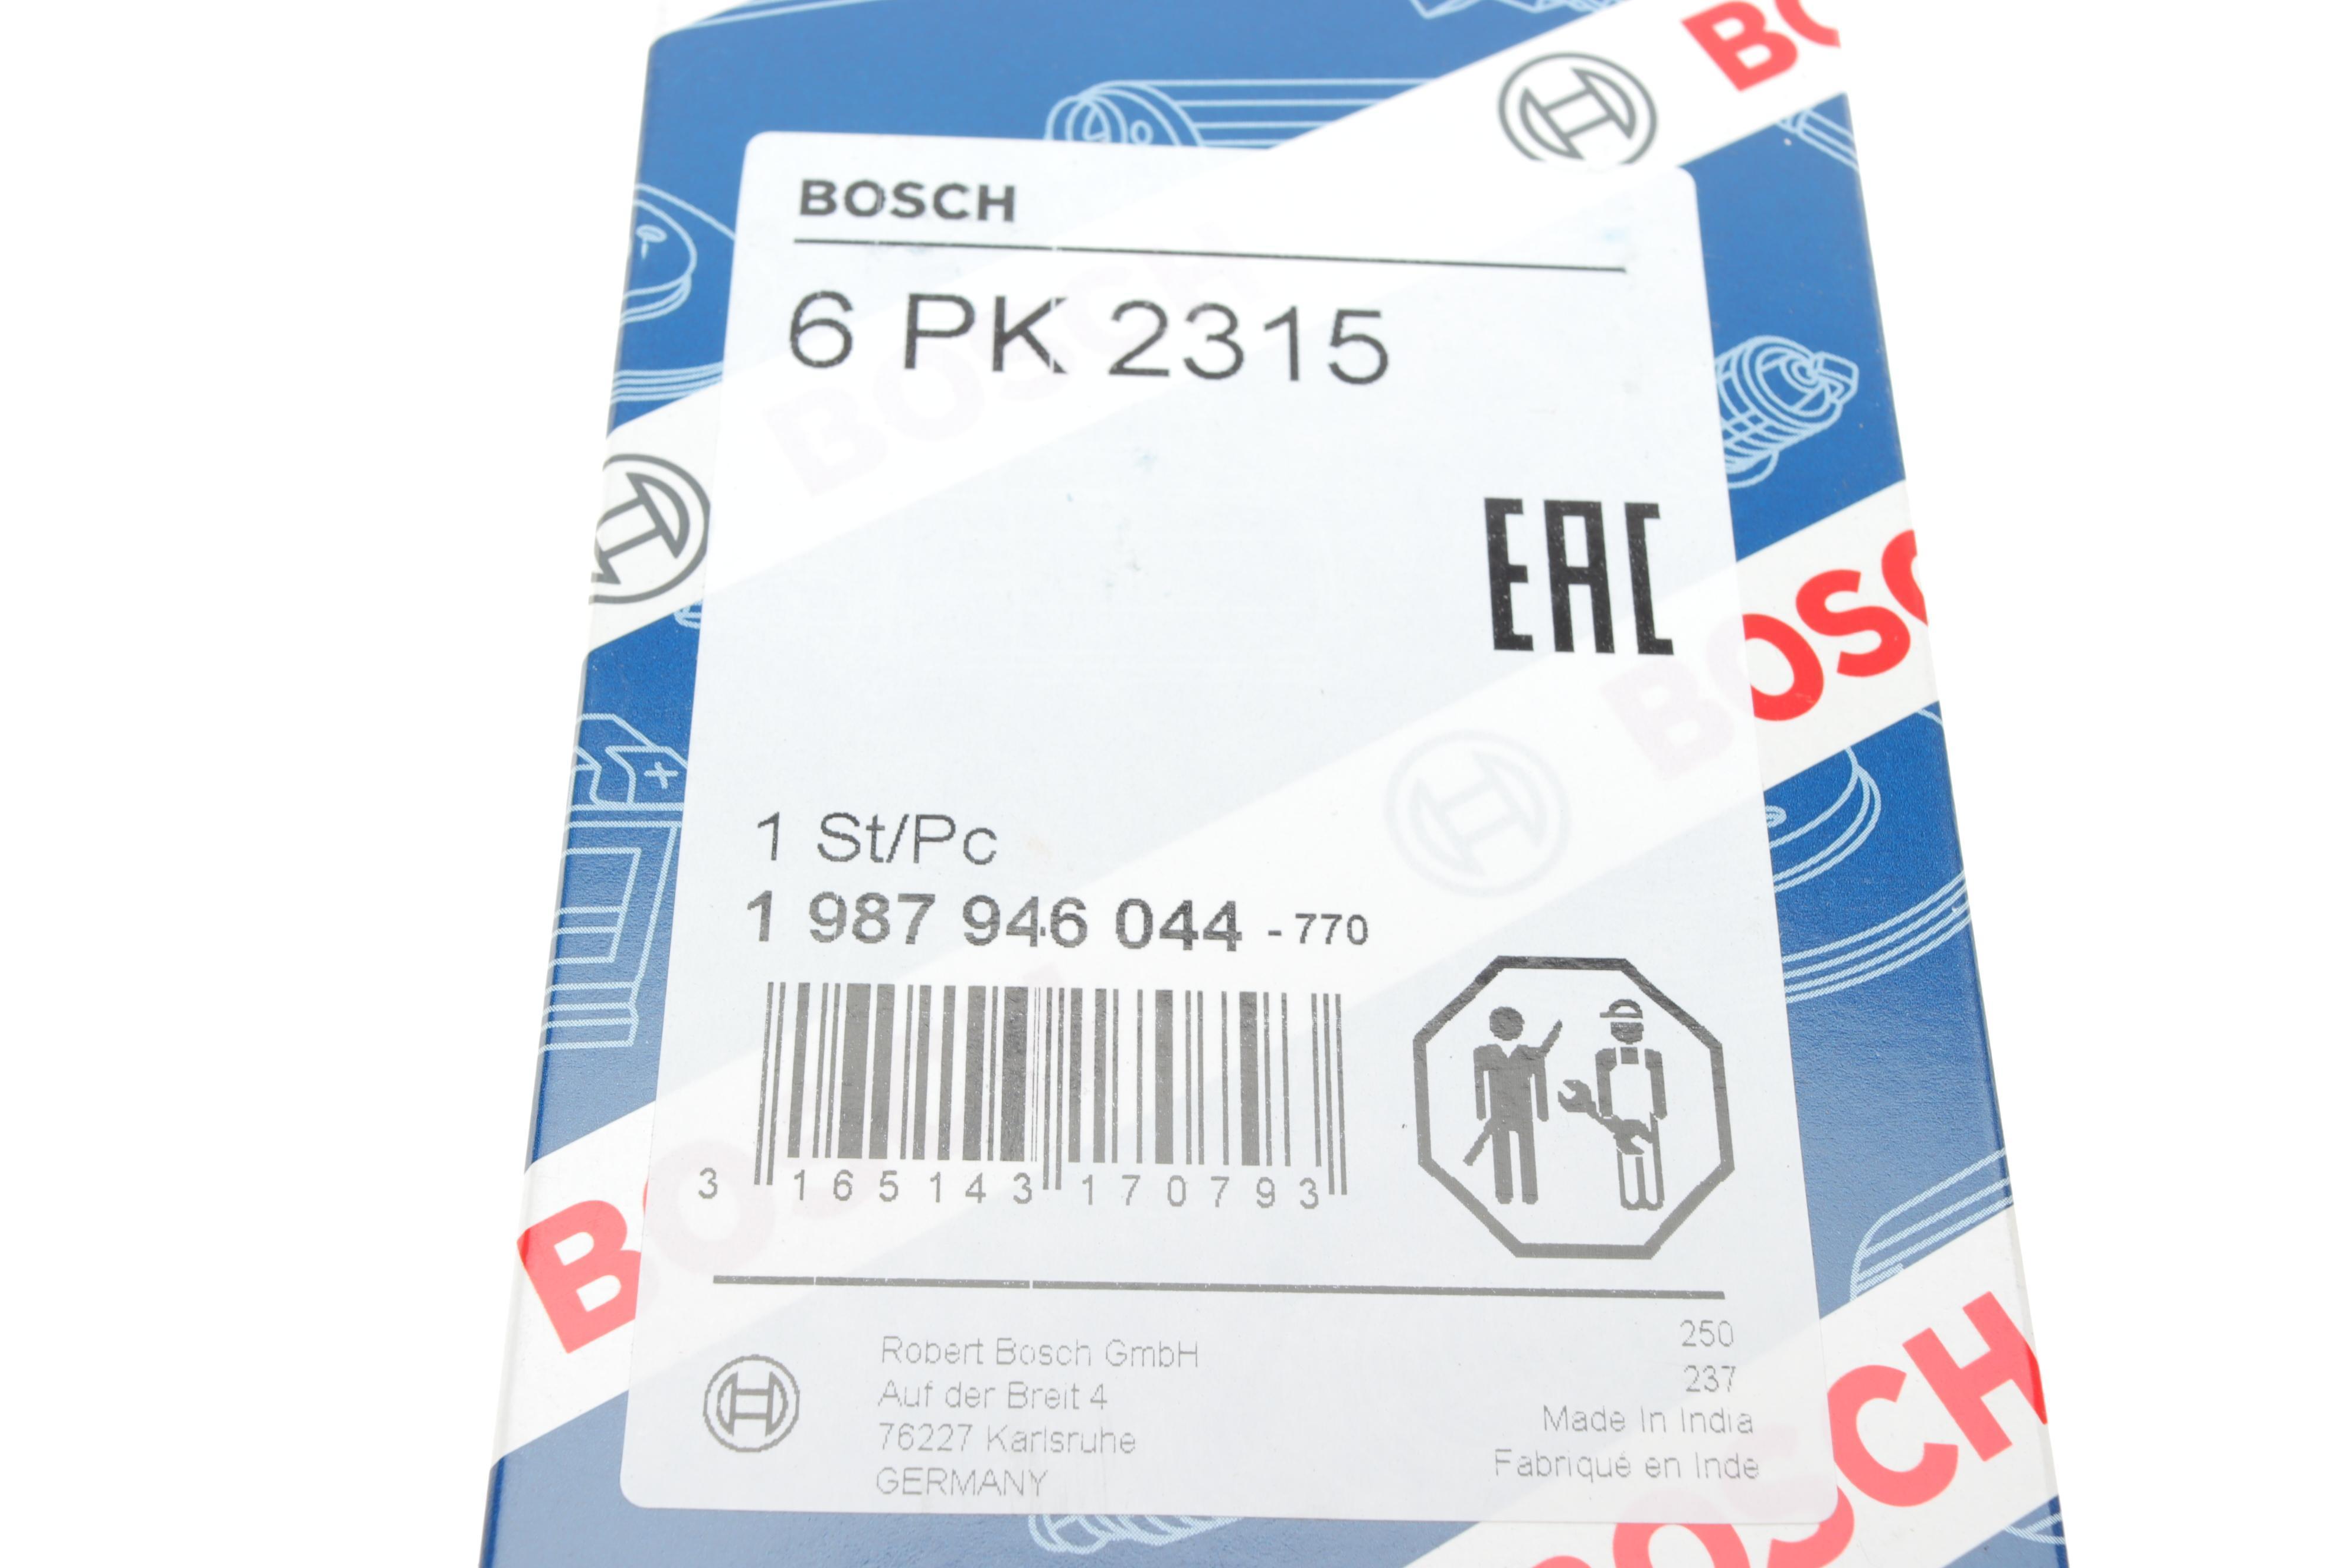 BOSCH
6 PK 2315
EAC
1 St/Pc
1 987 946 044 - 770
3 165143 170793
Robert Bosch GmbH
Auf der Breit 4
76227 Karlsruhe
GERMANY
250
237
Made In India
Fabriqué en Inde
BOSCH
BOSCH
BOSCH